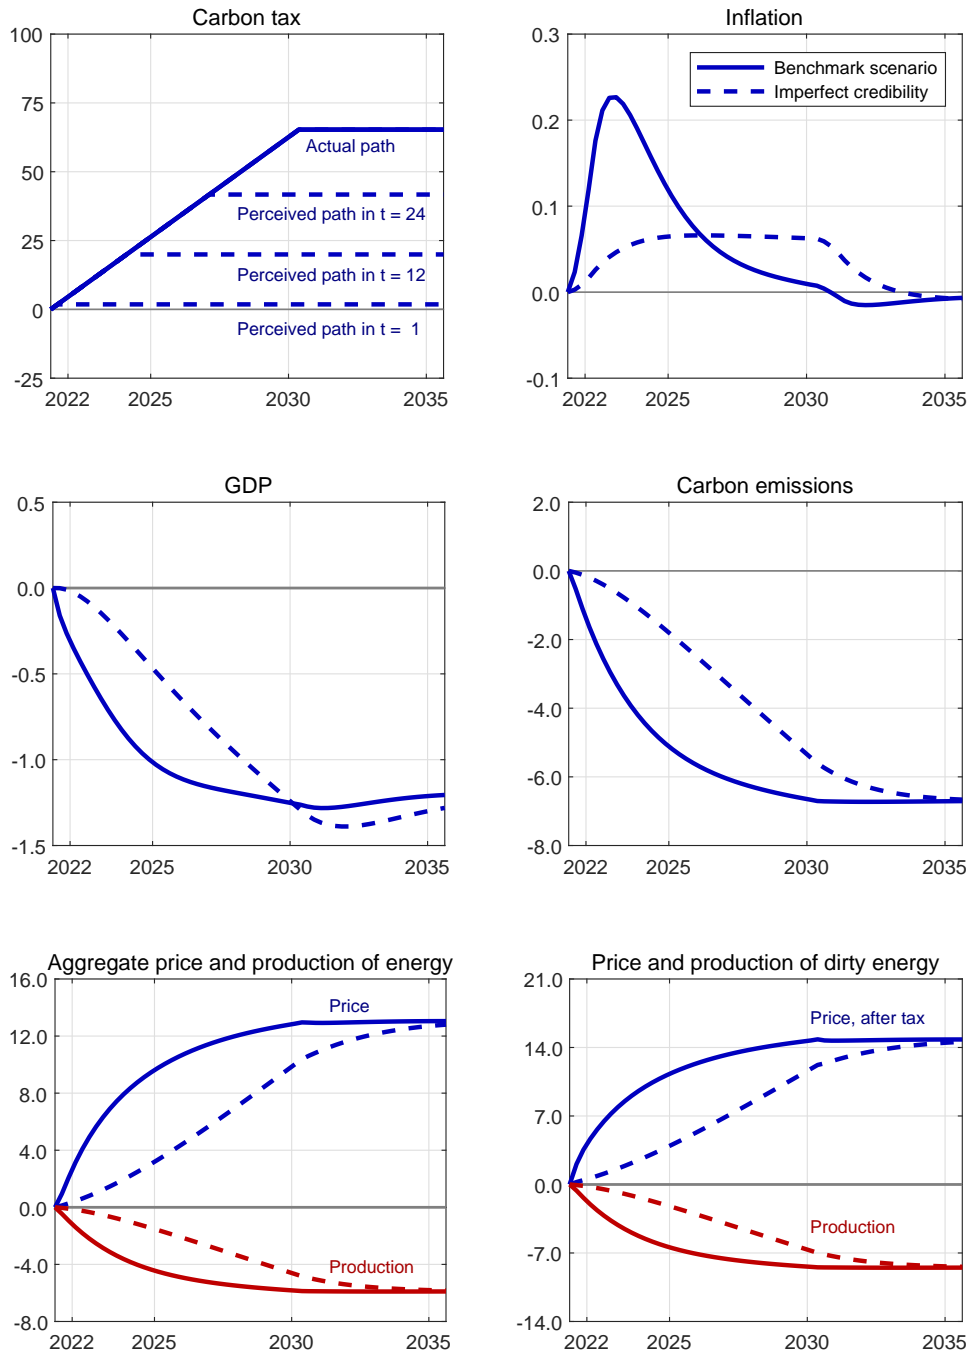 Carbon tax
100
75
50
25
0
-25
2022 2025 2030 2035
Actual path
Perceived path in t = 24
Perceived path in t = 12
Perceived path in t = 1
Inflation
0.3
0.2
0.1
0.0
-0.1
2022 2025 2030 2035
Benchmark scenario
Imperfect credibility
GDP
0.5
0.0
-0.5
-1.0
-1.5
2022 2025 2030 2035
Carbon emissions
2.0
0.0
-2.0
-4.0
-6.0
-8.0
2022 2025 2030 2035
Aggregate price and production of energy
16.0
12.0
8.0
4.0
0.0
-4.0
-8.0
2022 2025 2030 2035
Price
Production
Price and production of dirty energy
21.0
14.0
7.0
0.0
-7.0
-14.0
2022 2025 2030 2035
Price, after tax
Production